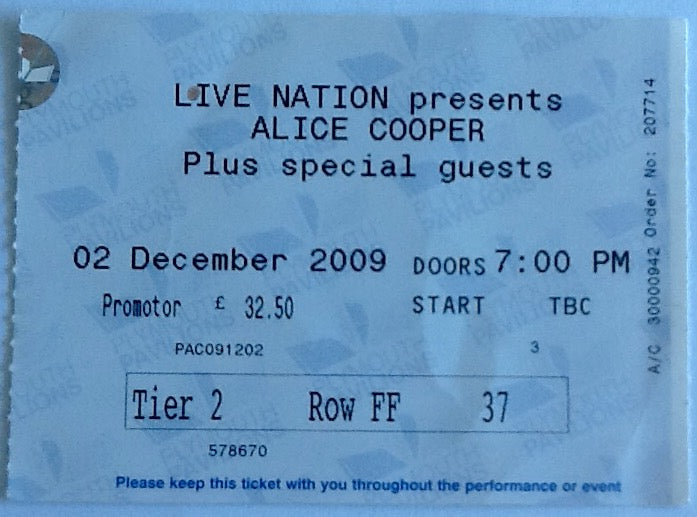 LIVE NATION presents
ALICE COOPER
Plus special guests
02 December 2009 DOORS 7:00 PM
Promotor £ 32.50 START TBC
PAC091202 3
Tier 2 Row FF 37
578670
Please keep this ticket with you throughout the performance or event
A/C 30000942 Order No: 207714
PLYMOUTH PAVILIONS